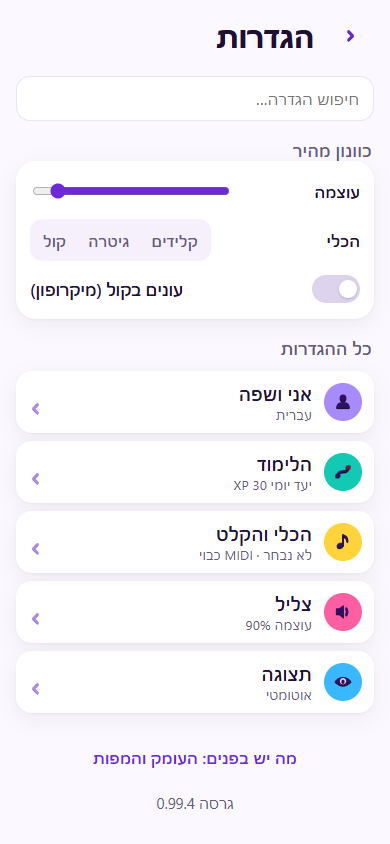 הגדרות
חיפוש הגדרה...
כוונון מהיר
עוצמה
הכלי
קלידים גיטרה קול
עונים בקול (מיקרופון)
כל ההגדרות
אני ושפה
עברית
הלימוד
יעד יומי 30 XP
הכלי והקלט
לא נבחר · MIDI כבוי
צליל
עוצמה 90%
תצוגה
אוטומטי
מה יש בפנים: העומק והמפות
גרסה 0.99.4